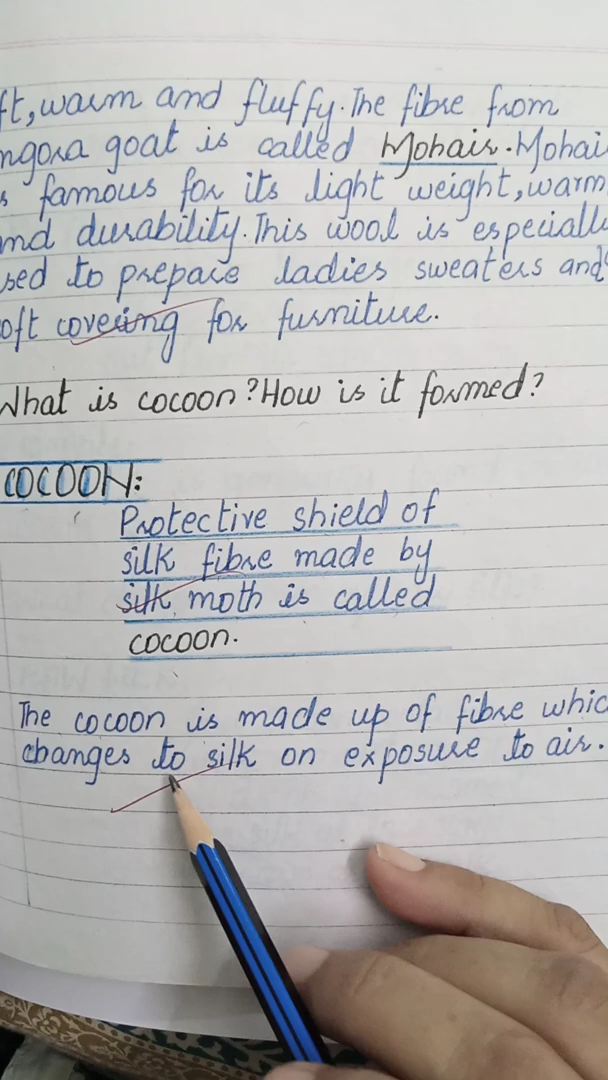 ft, warm and fluffy. The fibre from
ngora goat is called Mohair. Mohai
s famous for its light weight, warm
nd durability. This wool is especiall
sed to prepare ladies sweaters and
oft covering for furniture.
What is cocoon? How is it formed?
COCOON:
Protective shield of
silk fibre made by
silk moth is called
cocoon.
The cocoon is made up of fibre whic
changes to silk on exposure to air.